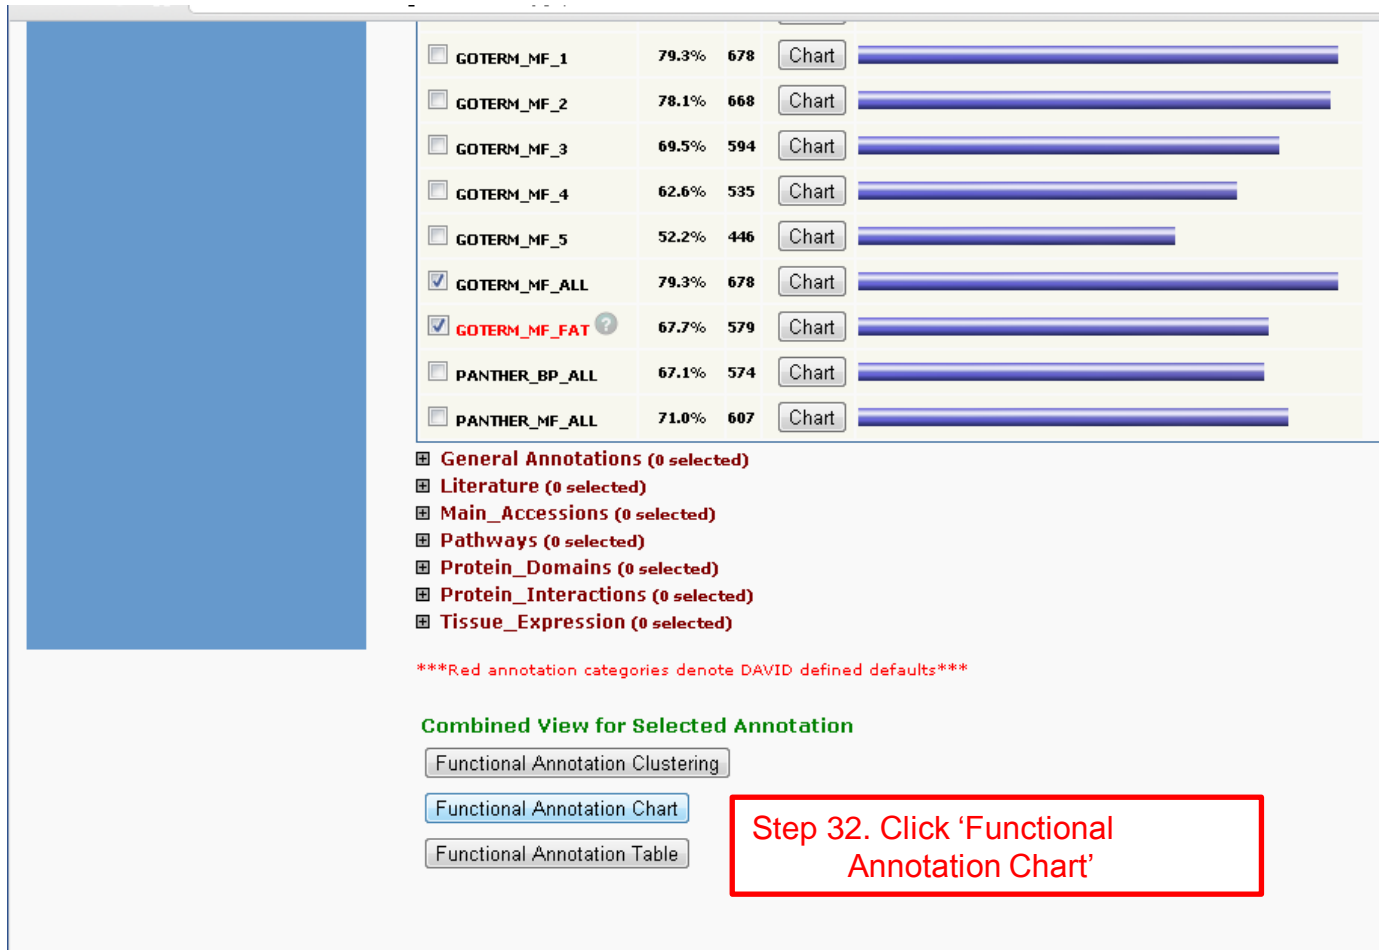 GOTERM_MF_1 79.3% 678 Chart
GOTERM_MF_2 78.1% 668 Chart
GOTERM_MF_3 69.5% 594 Chart
GOTERM_MF_4 62.6% 535 Chart
GOTERM_MF_5 52.2% 446 Chart
GOTERM_MF_ALL 79.3% 678 Chart
GOTERM_MF_FAT ? 67.7% 579 Chart
PANTHER_BP_ALL 67.1% 574 Chart
PANTHER_MF_ALL 71.0% 607 Chart
General Annotations (0 selected)
Literature (0 selected)
Main_Accessions (0 selected)
Pathways (0 selected)
Protein_Domains (0 selected)
Protein_Interactions (0 selected)
Tissue_Expression (0 selected)
***Red annotation categories denote DAVID defined defaults***
Combined View for Selected Annotation
Functional Annotation Clustering
Functional Annotation Chart
Functional Annotation Table
Step 32. Click ‘Functional
Annotation Chart’